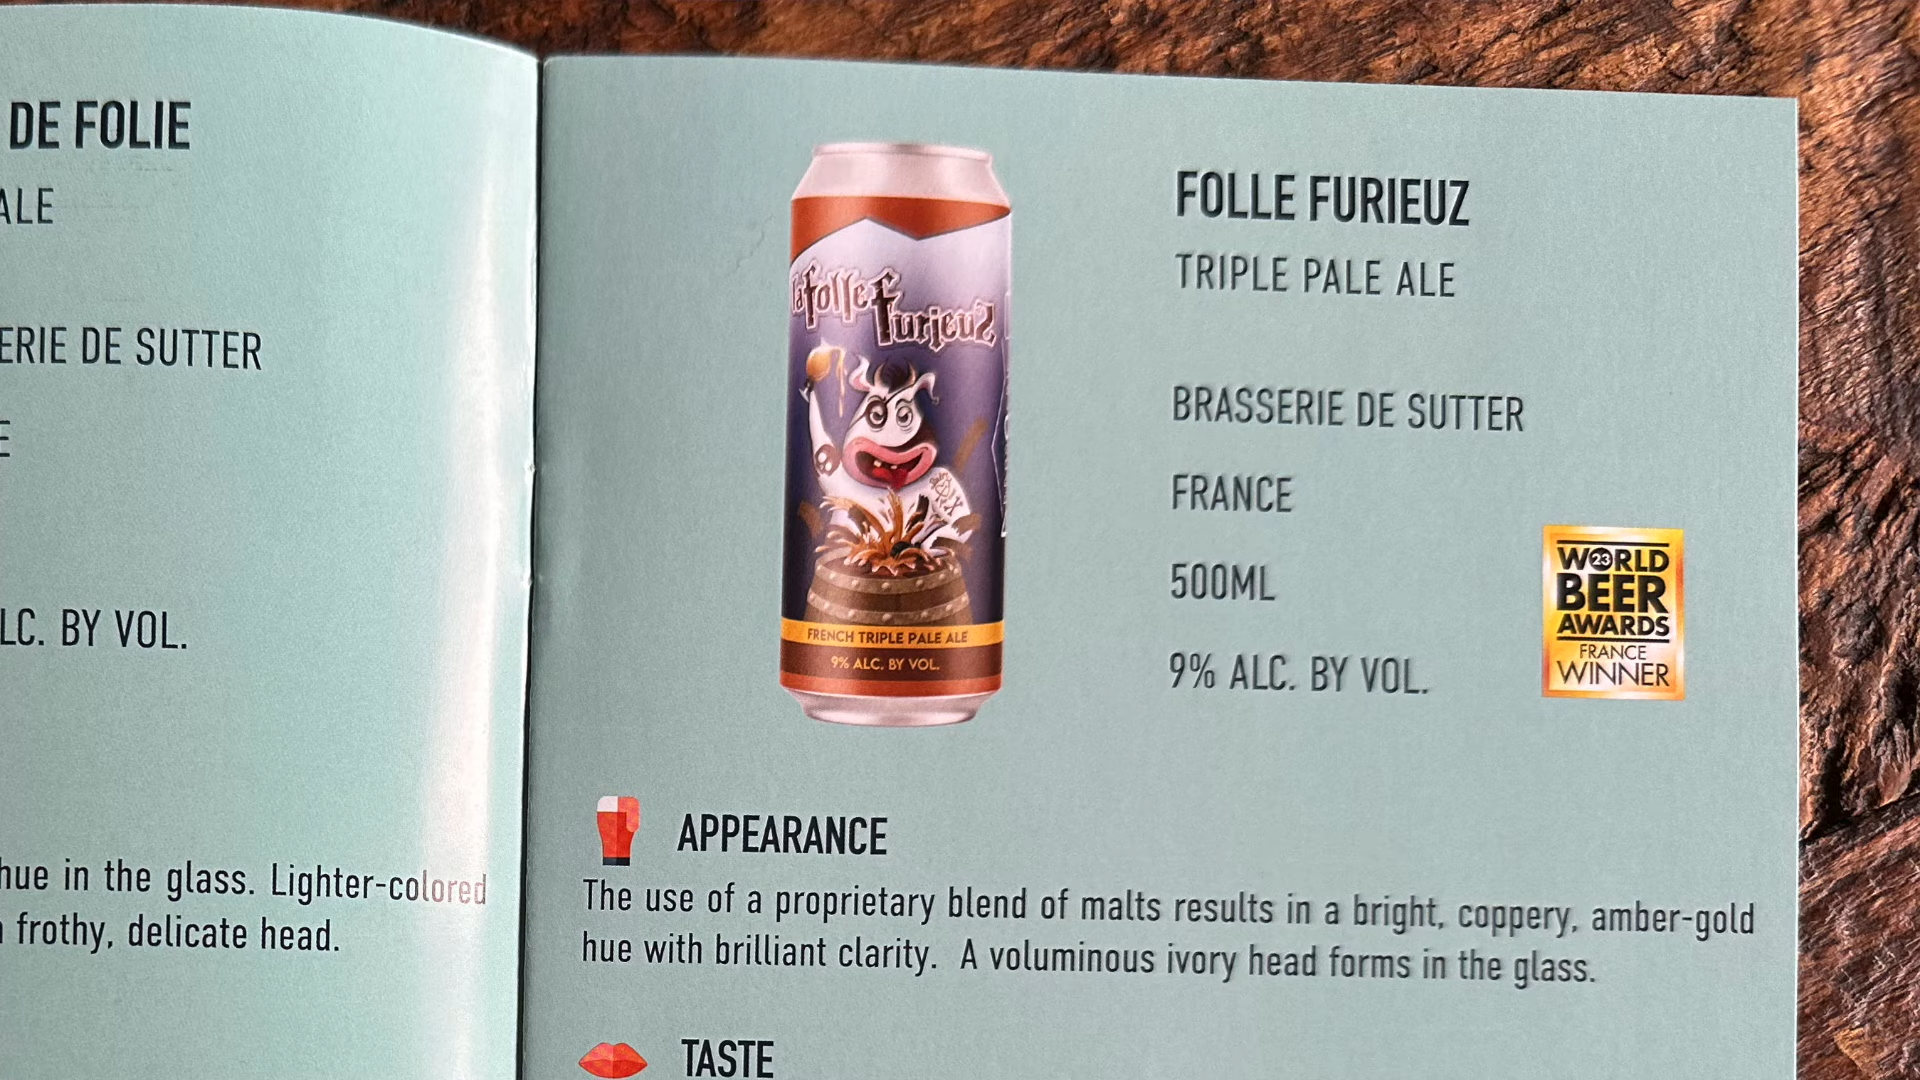 DE FOLIE
ALE
ERIE DE SUTTER
E
LC. BY VOL.
hue in the glass. Lighter-colored
frothy, delicate head.
la folle
furieuz
FRENCH TRIPLE PALE ALE
9% ALC. BY VOL.
FOLLE FURIEUZ
TRIPLE PALE ALE
BRASSERIE DE SUTTER
FRANCE
500ML
9% ALC. BY VOL.
W23RLD
BEER
AWARDS
FRANCE
WINNER
APPEARANCE
The use of a proprietary blend of malts results in a bright, coppery, amber-gold
hue with brilliant clarity. A voluminous ivory head forms in the glass.
TASTE